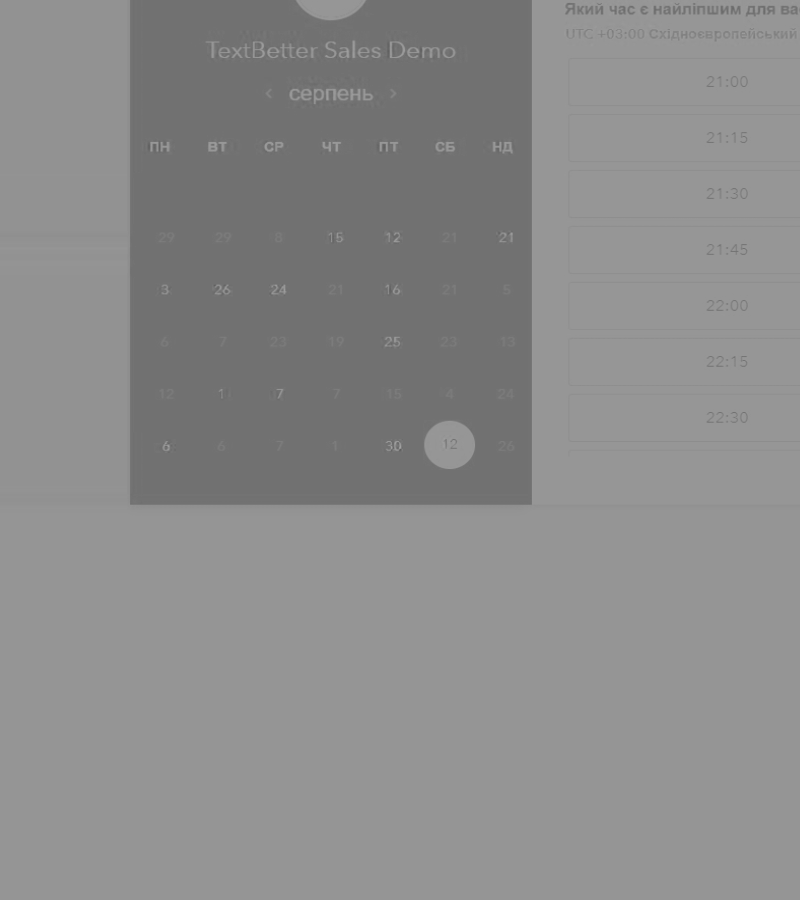 TextBetter Sales Demo
< серпень >
ПН ВТ СР ЧТ ПТ СБ НД
29 29 8 15 12 21 21
3 26 24 21 16 21 5
6 7 23 19 25 23 13
12 1 7 7 15 4 24
6 6 7 1 30 12 26
Який час є найліпшим для ва
UTC +03:00 Східноєвропейський
21:00
21:15
21:30
21:45
22:00
22:15
22:30